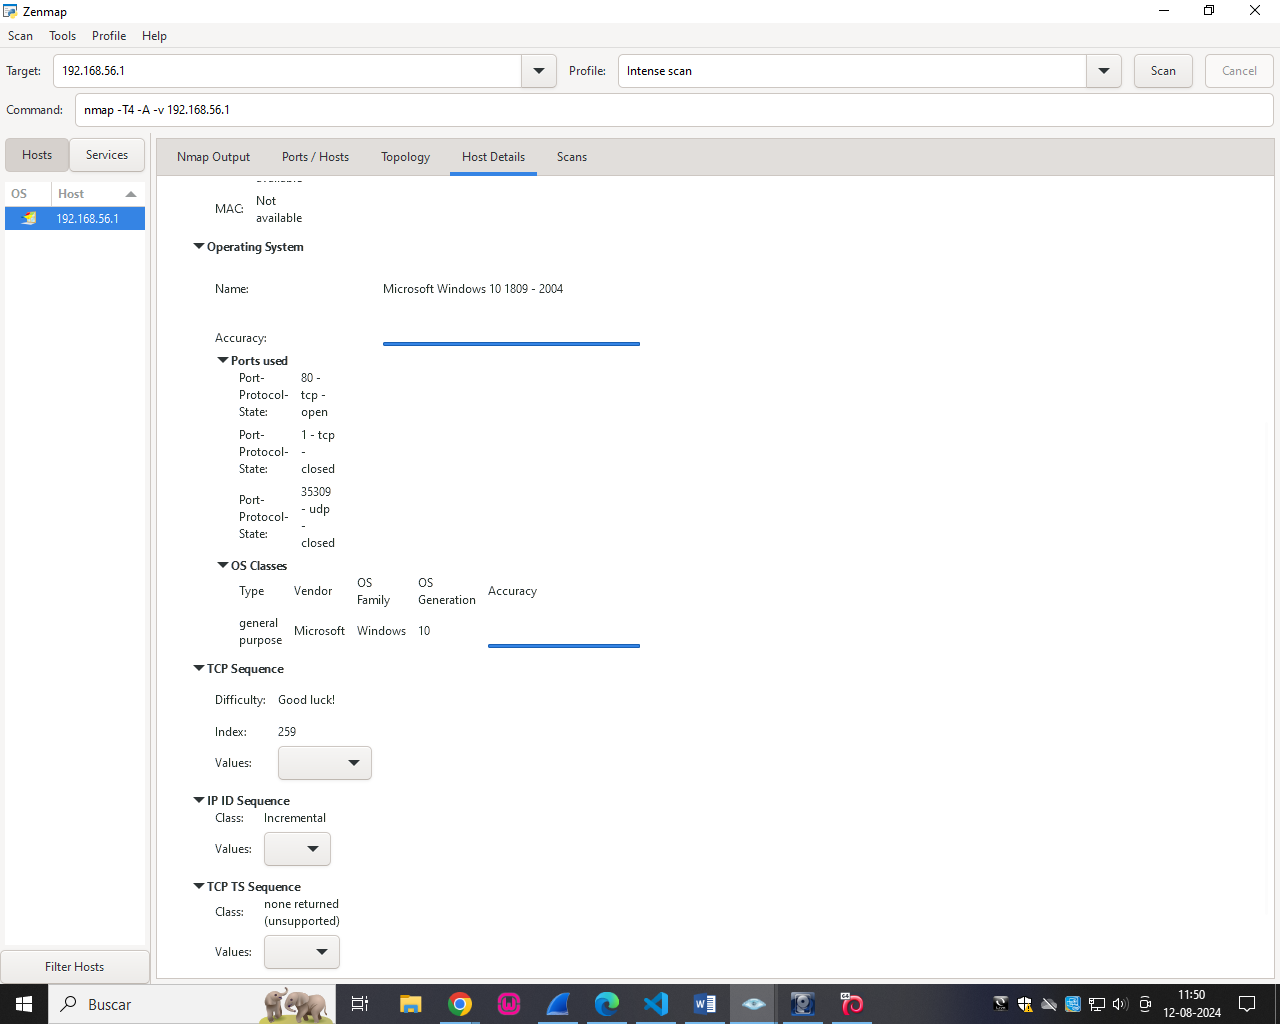 Zenmap
Scan Tools Profile Help
Target: 192.168.56.1 Profile: Intense scan Scan Cancel
Command: nmap -T4 -A -v 192.168.56.1
Hosts Services
Nmap Output Ports / Hosts Topology Host Details Scans
OS Host
192.168.56.1
available
MAC: Not
available
Operating System
Name: Microsoft Windows 10 1809 - 2004
Accuracy:
Ports used
Port-
Protocol-
State:
80 -
tcp -
open
Port-
Protocol-
State:
1 - tcp
-
closed
Port-
Protocol-
State:
35309
- udp
-
closed
OS Classes
Type Vendor OS
Family OS
Generation Accuracy
general
purpose Microsoft Windows 10
TCP Sequence
Difficulty: Good luck!
Index: 259
Values:
IP ID Sequence
Class: Incremental
Values:
TCP TS Sequence
Class: none returned
(unsupported)
Values:
Filter Hosts
Buscar
11:50
12-08-2024